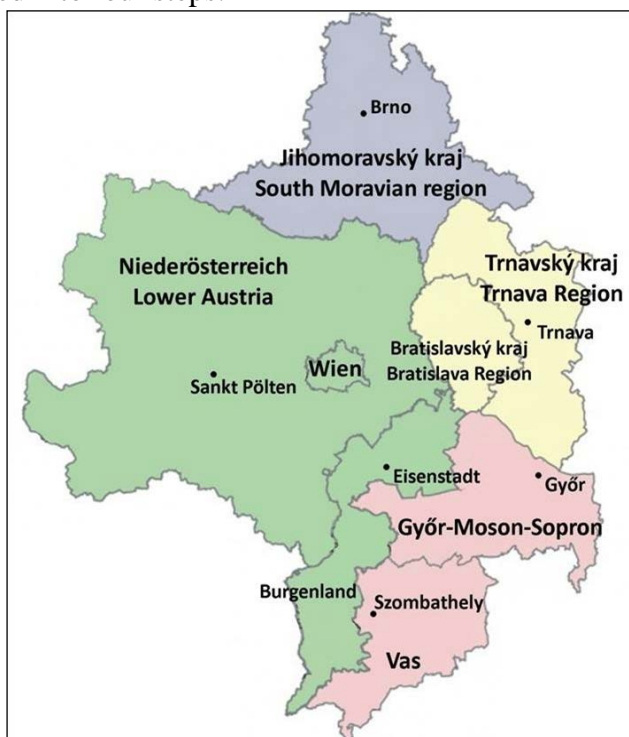 Brno
Jihomoravský kraj
South Moravian region
Niederösterreich
Lower Austria
Trnavský kraj
Trnava Region
Trnava
Bratislavský kraj
Bratislava Region
Wien
Sankt Pölten
Eisenstadt
Győr
Győr-Moson-Sopron
Burgenland
Szombathely
Vas